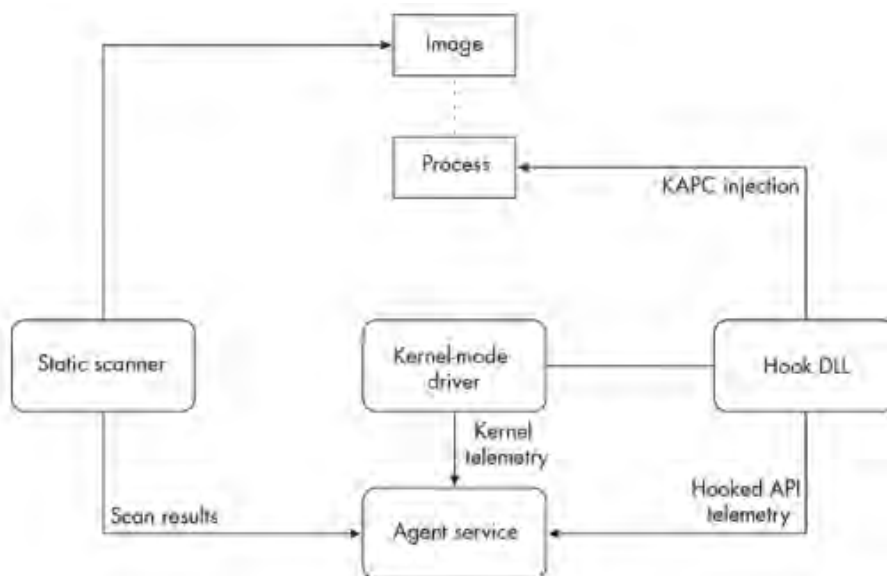 Image
Process
KAPC injection
Static scanner
Kernel-mode
driver
Hook DLL
Kernel
telemetry
Hooked API
telemetry
Scan results
Agent service